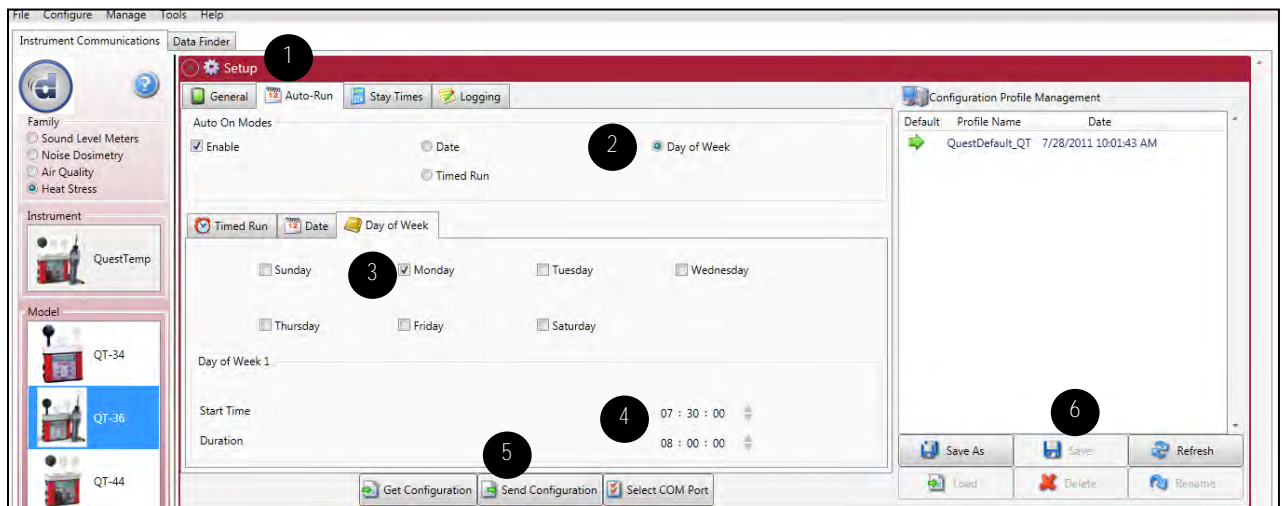 File Configure Manage Tools Help
Instrument Communications Data Finder
1
Setup
General 12 Auto-Run Stay Times Logging
Configuration Profile Management
Family
Sound Level Meters
Noise Dosimetry
Air Quality
Heat Stress
Auto On Modes
Enable Date 2 Day of Week
Timed Run
Default Profile Name Date
QuestDefault_QT 7/28/2011 10:01:43 AM
Instrument
QuestTemp
Timed Run 12 Date Day of Week
Sunday 3 Monday Tuesday Wednesday
Thursday Friday Saturday
Model
QT-34
QT-36
QT-44
Day of Week 1
Start Time 4 07 : 30 : 00
Duration 08 : 00 : 00
5
Get Configuration Send Configuration Select COM Port
6
Save As Save Refresh
Load Delete Rename